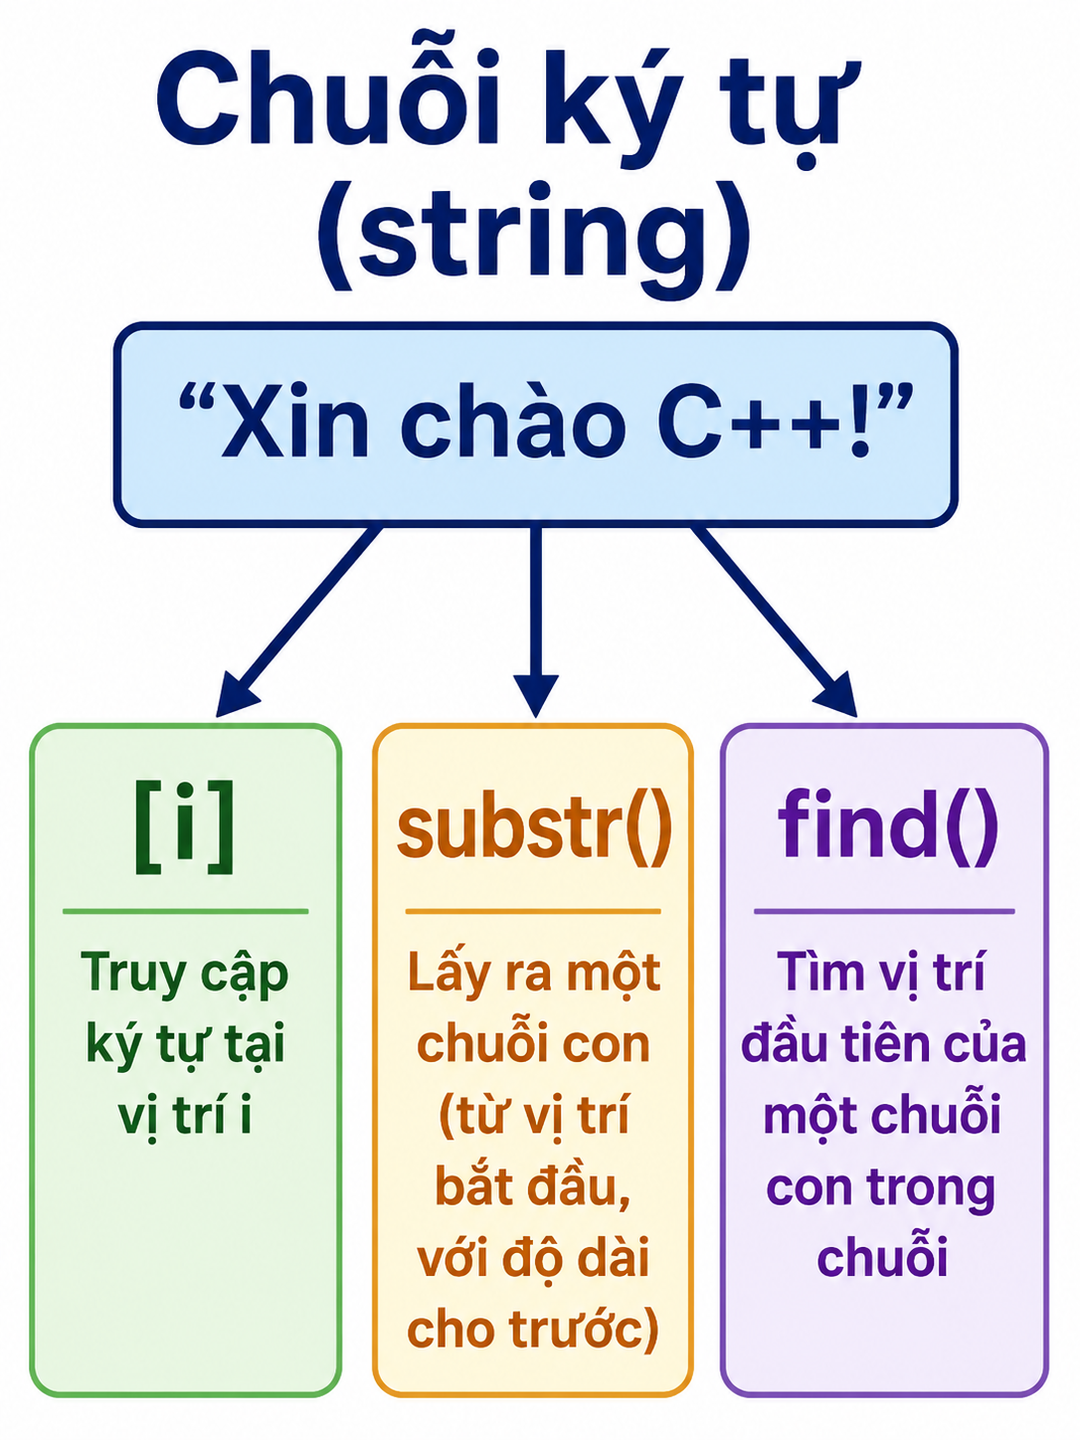 Chuỗi ký tự
(string)
“Xin chào C++!”
[i]
Truy cập
ký tự tại
vị trí i
substr()
Lấy ra một
chuỗi con
(từ vị trí
bắt đầu,
với độ dài
cho trước)
find()
Tìm vị trí
đầu tiên của
một chuỗi
con trong
chuỗi